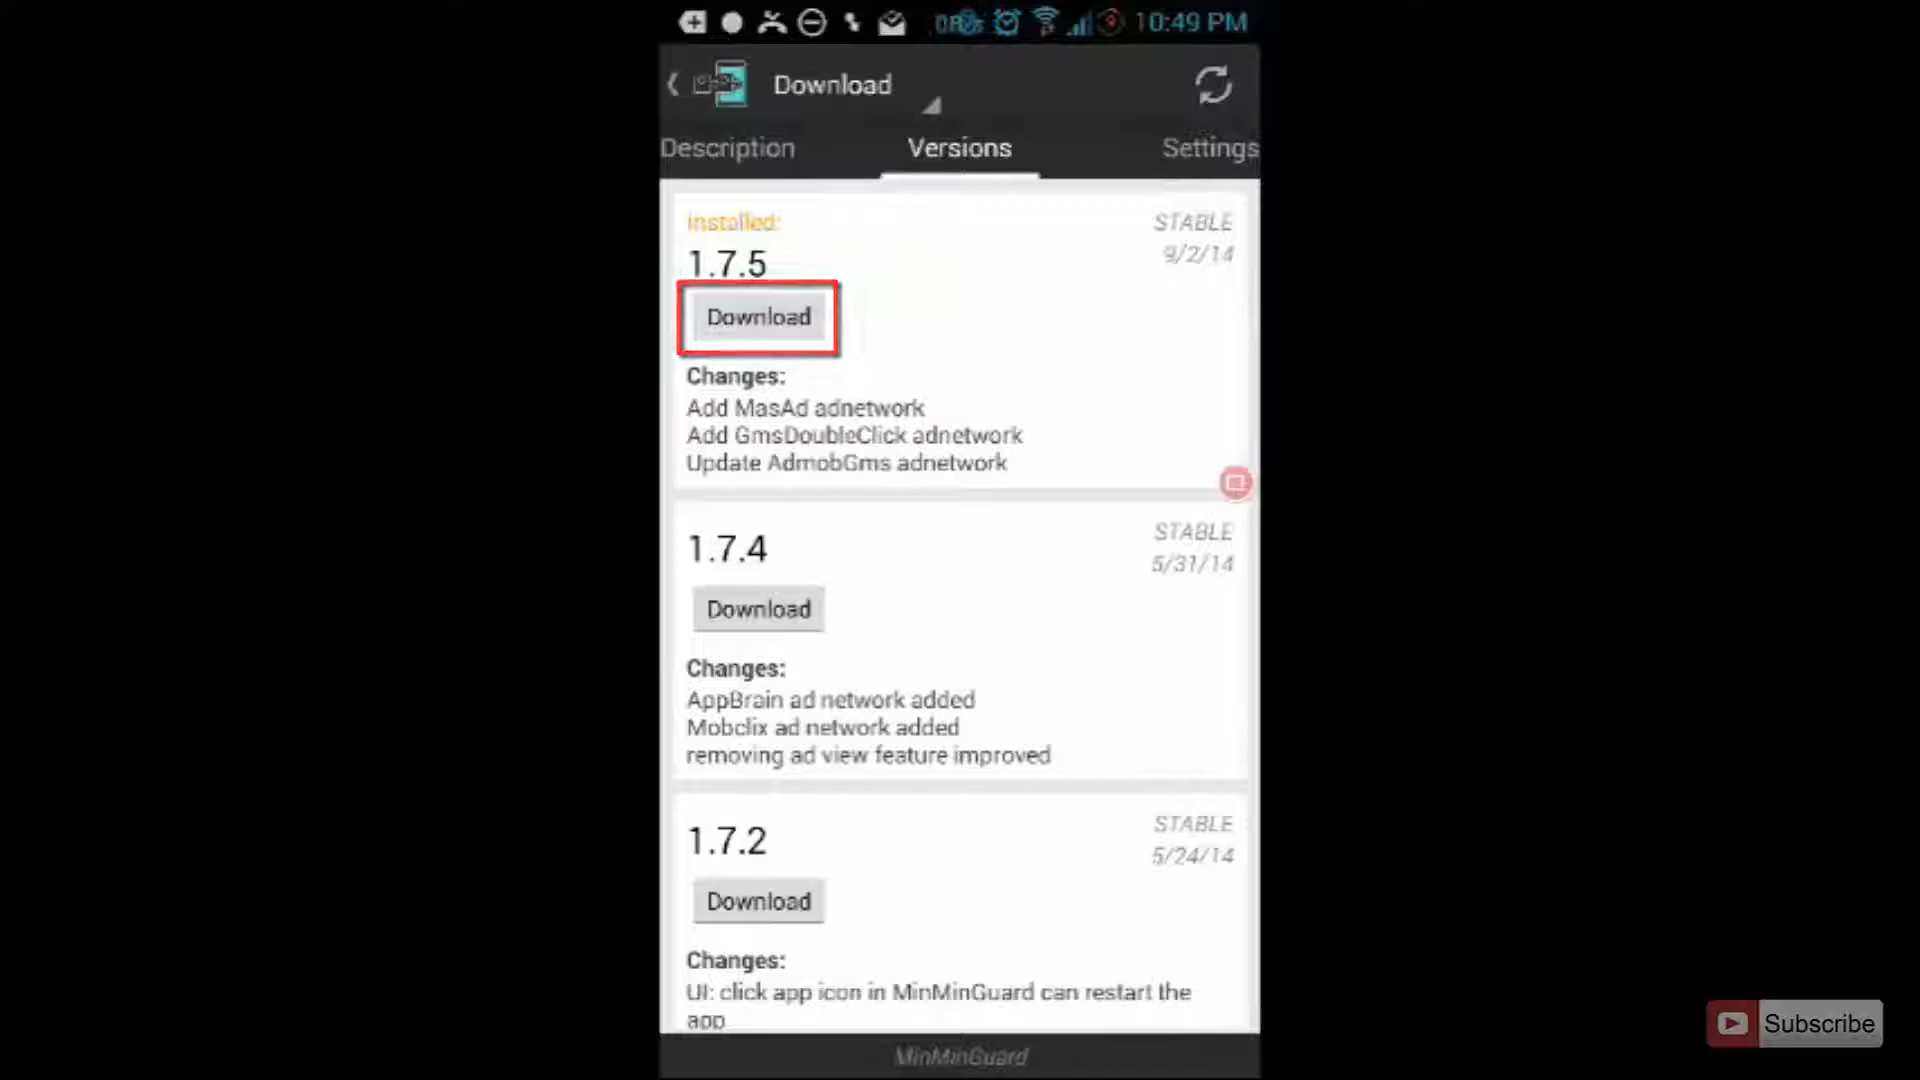 10:49 PM
Download
Description Versions Settings
Installed: STABLE
1.7.5 9/2/14
Download
Changes:
Add MasAd adnetwork
Add GmsDoubleClick adnetwork
Update AdmobGms adnetwork
1.7.4 STABLE
5/31/14
Download
Changes:
AppBrain ad network added
Mobclix ad network added
removing ad view feature improved
1.7.2 STABLE
5/24/14
Download
Changes:
UI: click app icon in MinMinGuard can restart the
app
MinMinGuard
Subscribe